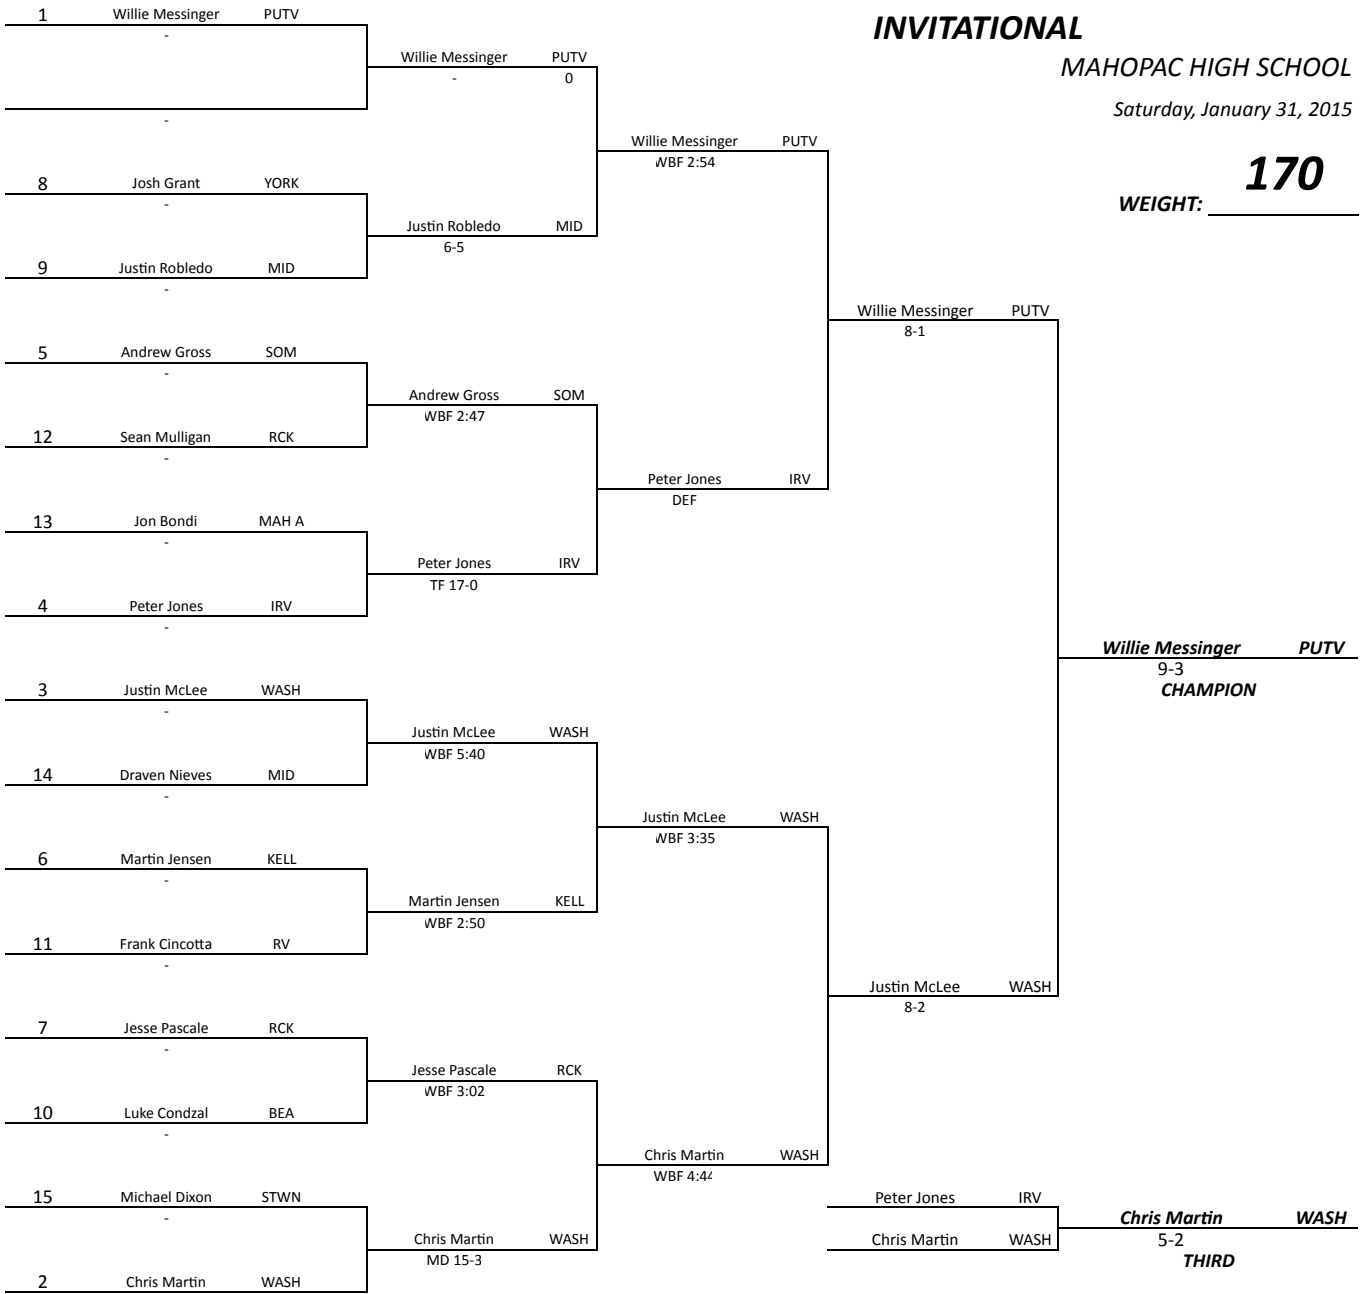 1 Willie Messinger PUTV
-
INVITATIONAL
Willie Messinger PUTV
- 0
MAHOPAC HIGH SCHOOL
Saturday, January 31, 2015
-
Willie Messinger PUTV
WBF 2:54
170
WEIGHT:
8 Josh Grant YORK
-
Justin Robledo MID
6-5
9 Justin Robledo MID
-
Willie Messinger PUTV
8-1
5 Andrew Gross SOM
-
Andrew Gross SOM
WBF 2:47
12 Sean Mulligan RCK
-
Peter Jones IRV
DEF
13 Jon Bondi MAH A
-
Peter Jones IRV
TF 17-0
4 Peter Jones IRV
-
Willie Messinger PUTV
9-3
CHAMPION
3 Justin McLee WASH
-
Justin McLee WASH
WBF 5:40
14 Draven Nieves MID
-
Justin McLee WASH
WBF 3:35
6 Martin Jensen KELL
-
Martin Jensen KELL
WBF 2:50
11 Frank Cincotta RV
-
Justin McLee WASH
8-2
7 Jesse Pascale RCK
-
Jesse Pascale RCK
WBF 3:02
10 Luke Condzal BEA
-
Chris Martin WASH
WBF 4:44
15 Michael Dixon STWN
-
Peter Jones IRV
Chris Martin WASH
5-2
THIRD
Chris Martin WASH
MD 15-3
Chris Martin WASH
2 Chris Martin WASH